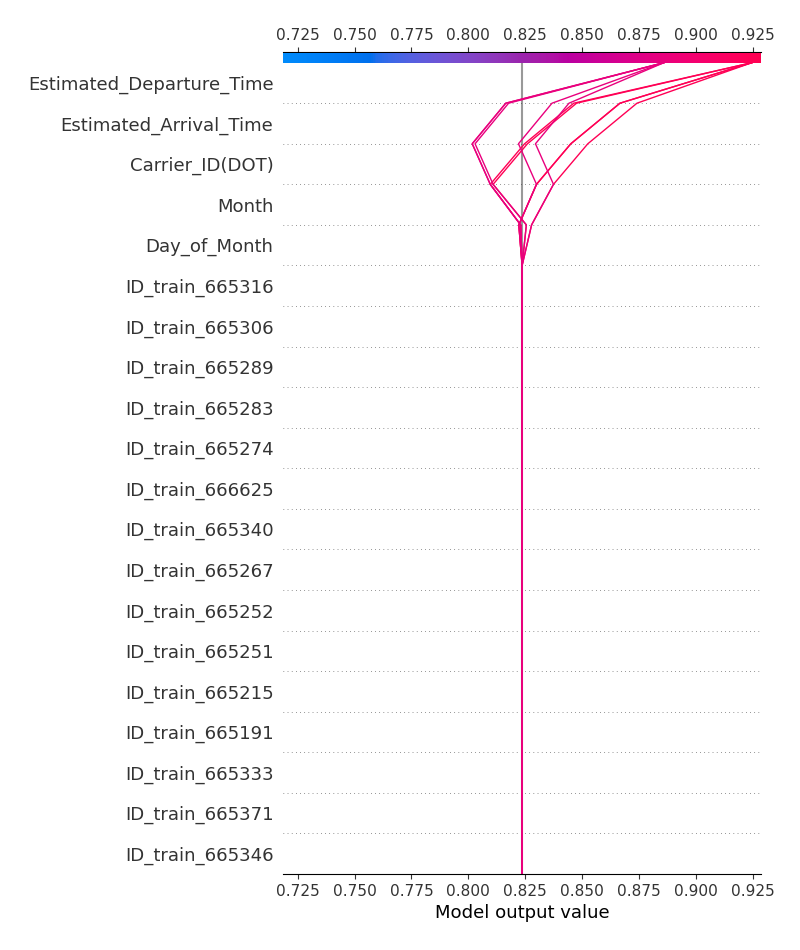 0.725 0.750 0.775 0.800 0.825 0.850 0.875 0.900 0.925
Estimated_Departure_Time
Estimated_Arrival_Time
Carrier_ID(DOT)
Month
Day_of_Month
ID_train_665316
ID_train_665306
ID_train_665289
ID_train_665283
ID_train_665274
ID_train_666625
ID_train_665340
ID_train_665267
ID_train_665252
ID_train_665251
ID_train_665215
ID_train_665191
ID_train_665333
ID_train_665371
ID_train_665346
0.725 0.750 0.775 0.800 0.825 0.850 0.875 0.900 0.925
Model output value